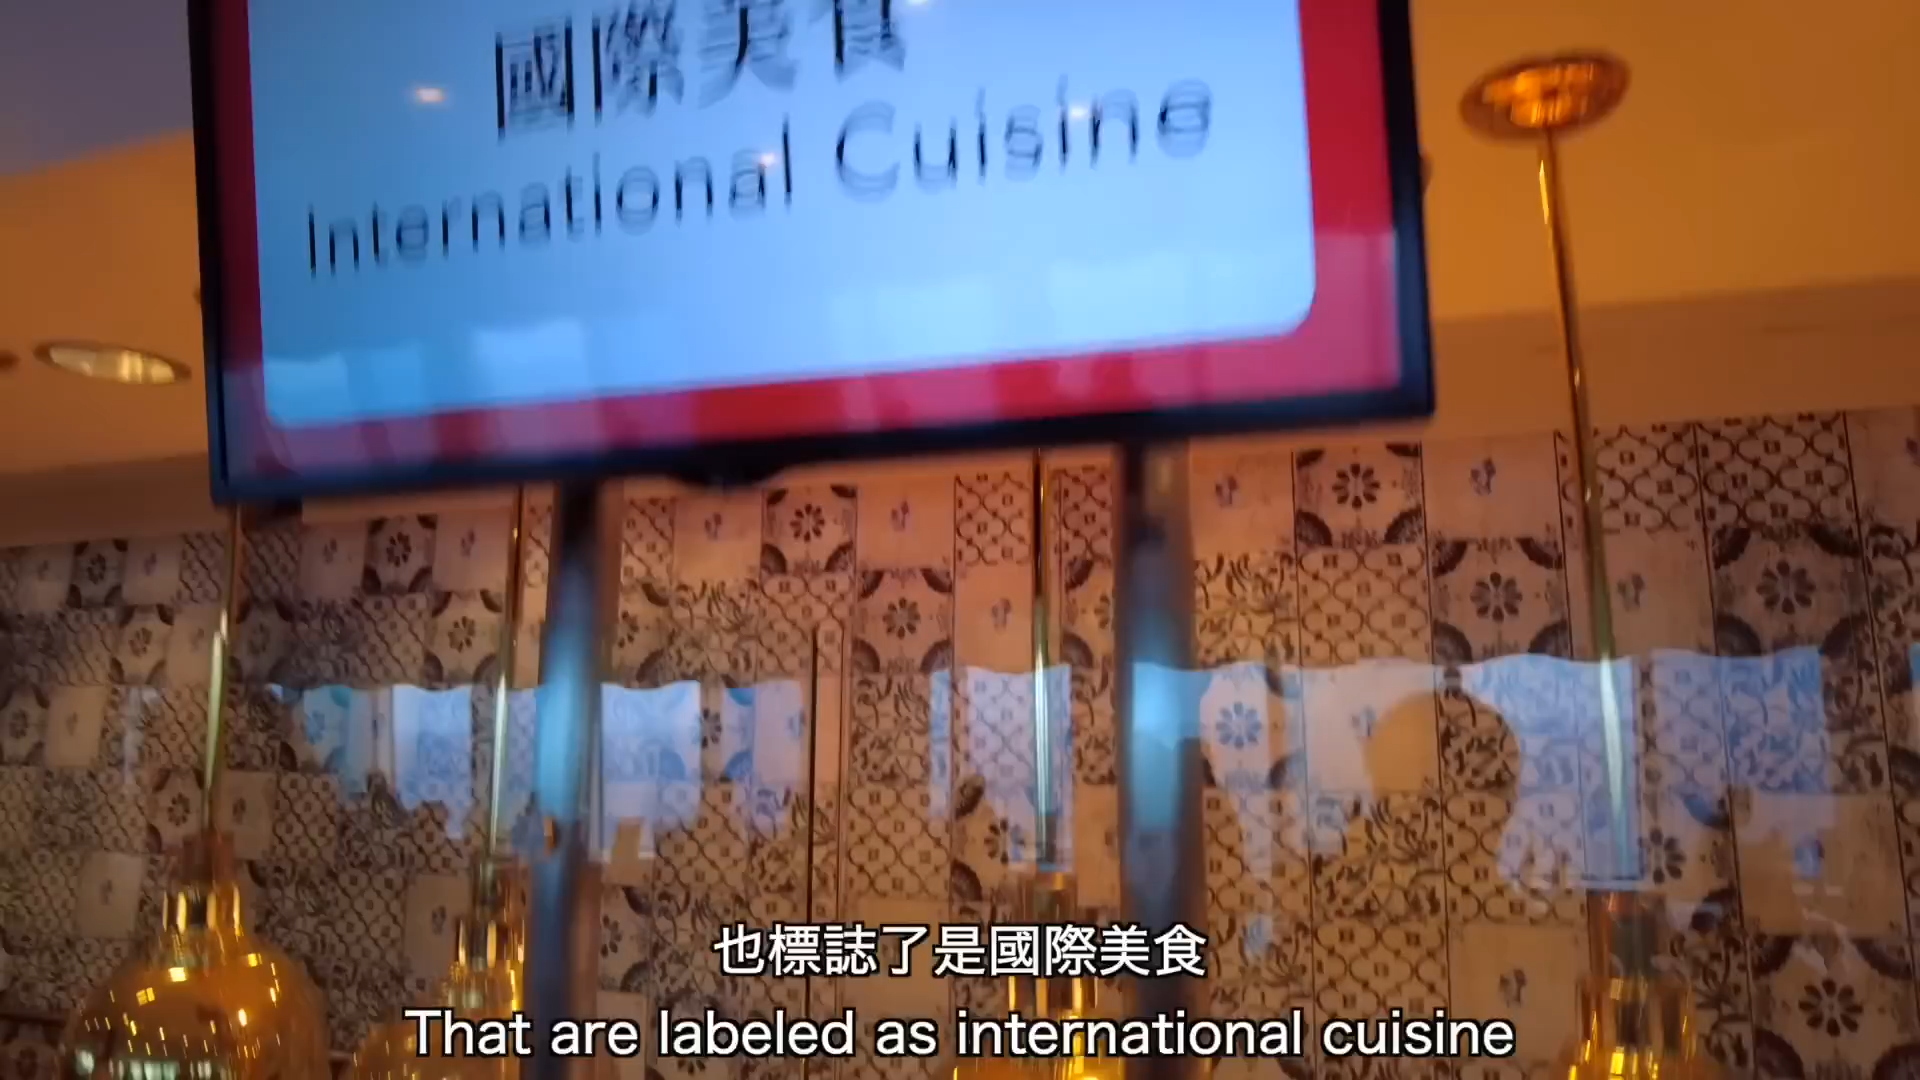 國際美食
International Cuisine
也標誌了是國際美食
That are labeled as international cuisine